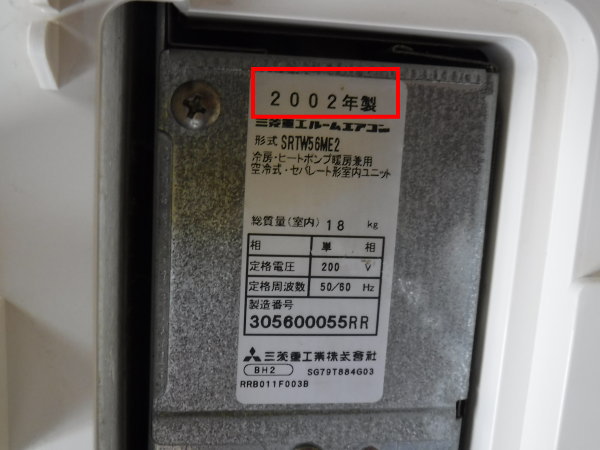 2002年製
三菱重工ルームエアコン
形式 SRTW56ME2
冷房・ヒートポンプ暖房兼用
空冷式・セパレート形室内ユニット
総質量(室内) 18 kg
相 単 相
定格電圧 200 V
定格周波数 50/60 Hz
製造番号
305600055RR
三菱重工業株式会社
BH2 SG79T884G03
RRB011F003B